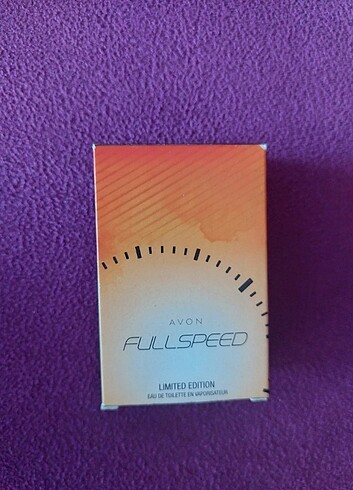 AVON
FULLSPEED
LIMITED EDITION
EAU DE TOILETTE EN VAPORISATEUR